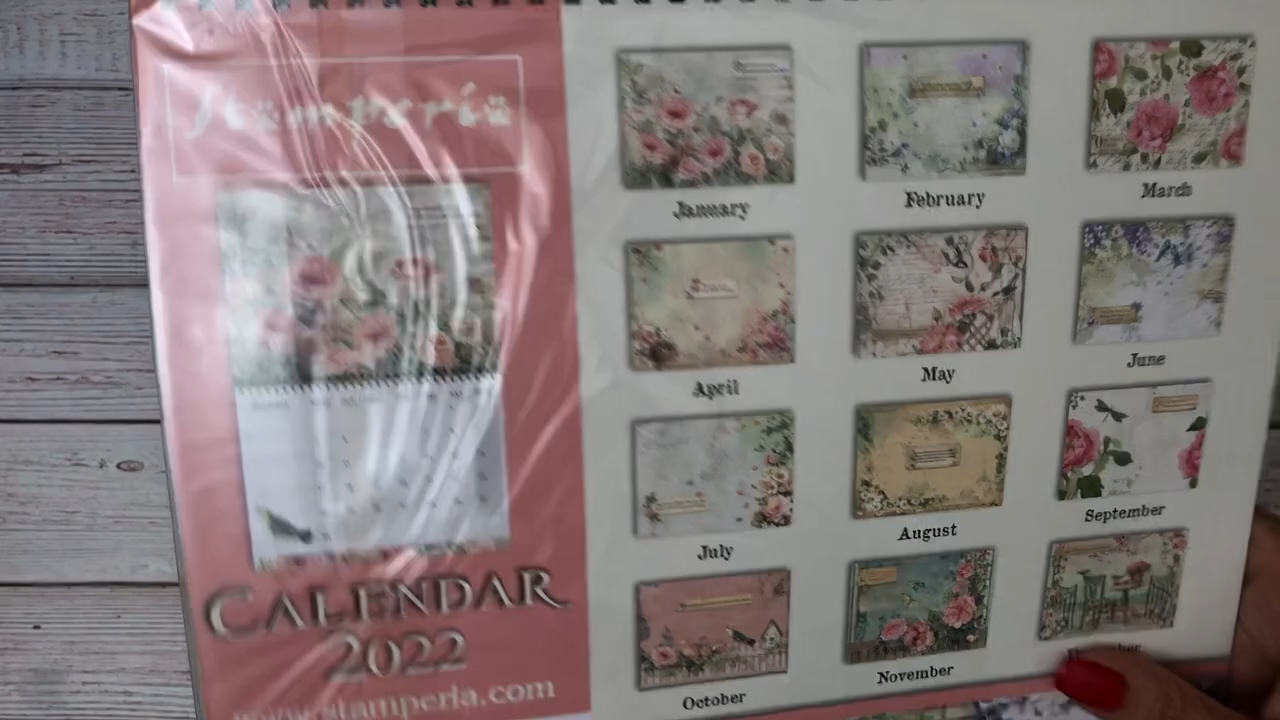 Stamperia
CALENDAR
2022
www.stamperia.com
January
February
March
April
May
June
July
August
September
October
November